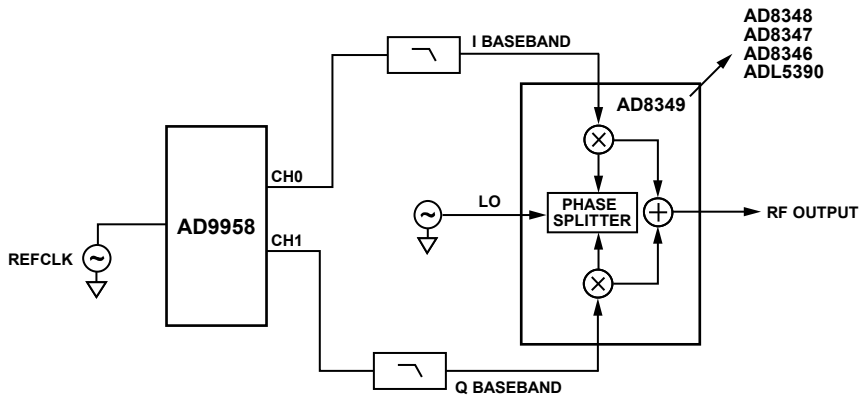 AD8348
AD8347
AD8346
ADL5390
I BASEBAND
AD8349
CH0
PHASE
SPLITTER
LO
RF OUTPUT
AD9958
CH1
REFCLK
Q BASEBAND